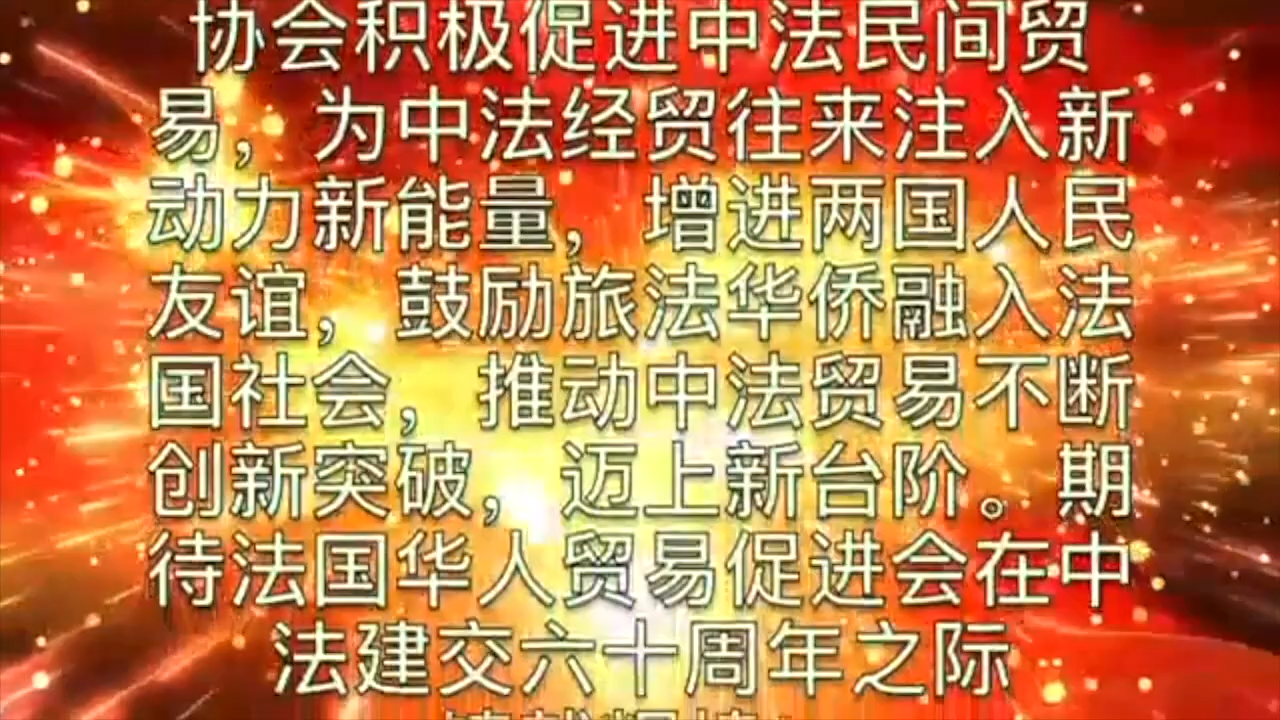 协会积极促进中法民间贸
易，为中法经贸往来注入新
动力新能量，增进两国人民
友谊，鼓励旅法华侨融入法
国社会，推动中法贸易不断
创新突破，迈上新台阶。期
待法国华人贸易促进会在中
法建交六十周年之际